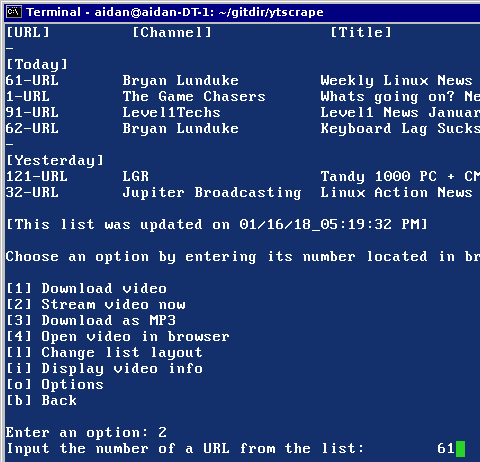 Terminal - aidan@aidan-DT-1: ~/gitdir/ytscrape
[URL] [Channel] [Title]
-
[Today]
61-URL Bryan Lunduke Weekly Linux News
1-URL The Game Chasers Whats going on? Ne
91-URL Level1Techs Level1 News Januar
62-URL Bryan Lunduke Keyboard Lag Sucks
-
[Yesterday]
121-URL LGR Tandy 1000 PC + CM
32-URL Jupiter Broadcasting Linux Action News
[This list was updated on 01/16/18_05:19:32 PM]
Choose an option by entering its number located in br
[1] Download video
[2] Stream video now
[3] Download as MP3
[4] Open video in browser
[l] Change list layout
[i] Display video info
[o] Options
[b] Back
Enter an option: 2
Input the number of a URL from the list: 61